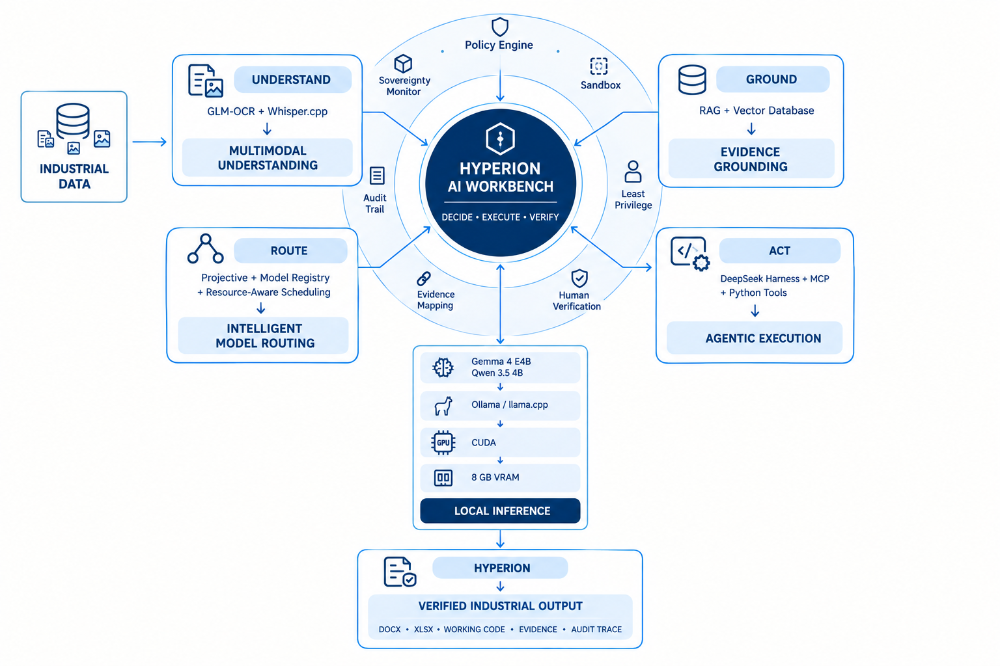 Policy Engine
Sovereignty
Monitor
Sandbox
UNDERSTAND
GLM-OCR + Whisper.cpp
MULTIMODAL
UNDERSTANDING
GROUND
RAG + Vector Database
EVIDENCE
GROUNDING
INDUSTRIAL
DATA
HYPERION
AI WORKBENCH
DECIDE • EXECUTE • VERIFY
Audit
Trail
Least
Privilege
ROUTE
Projective + Model Registry
+ Resource-Aware Scheduling
INTELLIGENT
MODEL ROUTING
Evidence
Mapping
Human
Verification
ACT
DeepSeek Harness + MCP
+ Python Tools
AGENTIC EXECUTION
Gemma 4 E4B
Qwen 3.5 4B
Ollama / llama.cpp
GPU
CUDA
8 GB VRAM
LOCAL INFERENCE
HYPERION
VERIFIED INDUSTRIAL OUTPUT
DOCX • XLSX • WORKING CODE • EVIDENCE • AUDIT TRACE